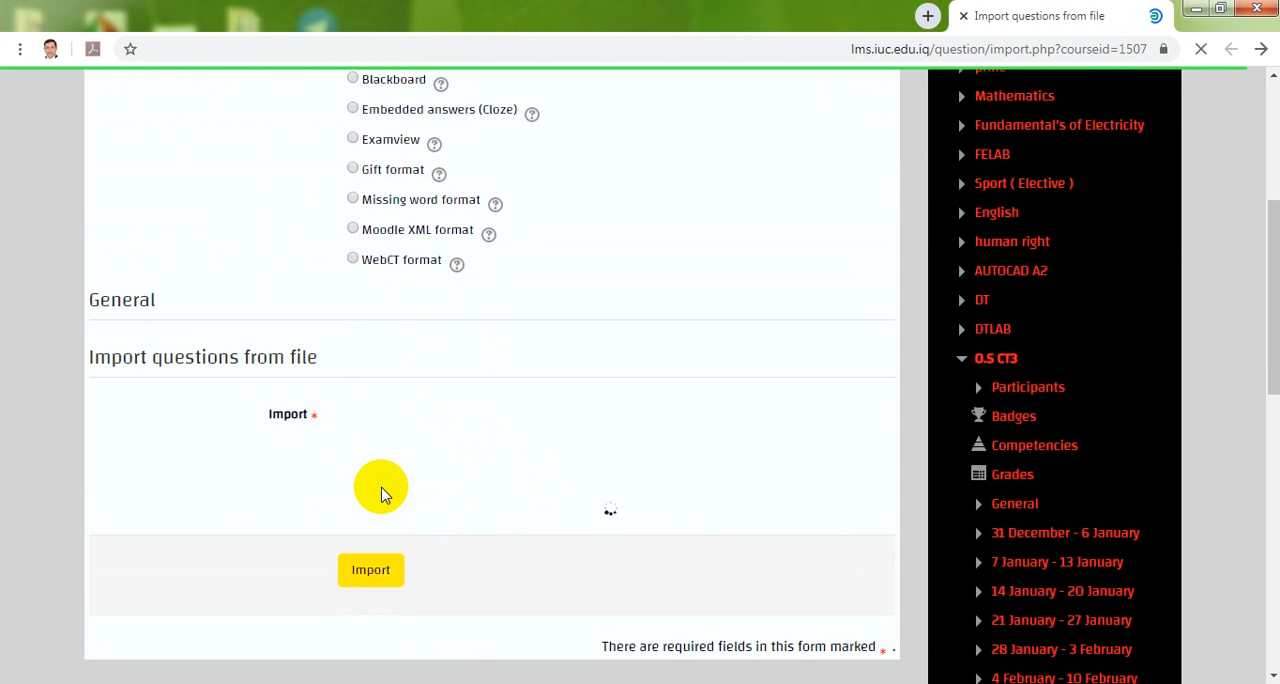 Import questions from file
lms.iuc.edu.iq/question/import.php?courseid=1507
Blackboard
Embedded answers (Cloze)
Examview
Gift format
Missing word format
Moodle XML format
WebCT format
General
Import questions from file
Import *
Import
There are required fields in this form marked * .
Mathematics
Fundamental's of Electricity
FELAB
Sport ( Elective )
English
human right
AUTOCAD A2
DT
DTLAB
O.S CT3
Participants
Badges
Competencies
Grades
General
31 December - 6 January
7 January - 13 January
14 January - 20 January
21 January - 27 January
28 January - 3 February
4 February - 10 February